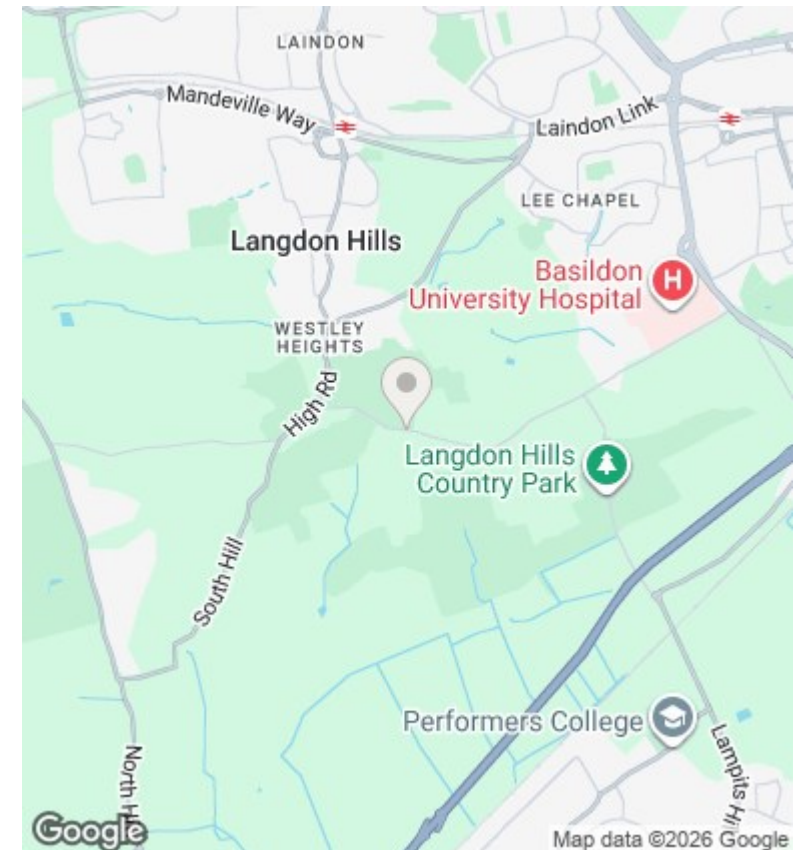 LAINDON
Mandeville Way
Laindon Link
LEE CHAPEL
Langdon Hills
Basildon
University Hospital
H
WESTLEY
HEIGHTS
High Rd
Langdon Hills
Country Park
South Hill
Performers College
North Hi
Lampits Hil
Google
Map data ©2026 Google